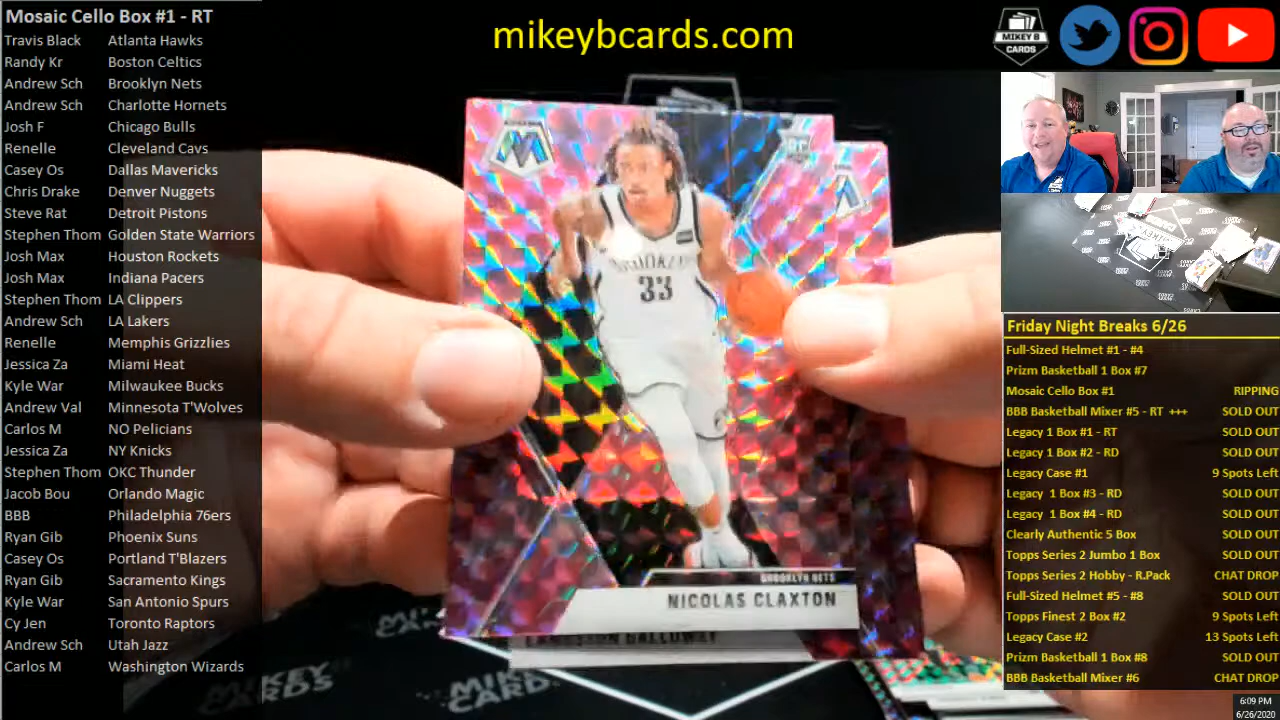 Mosaic Cello Box #1 - RT
Travis Black Atlanta Hawks
Randy Kr Boston Celtics
Andrew Sch Brooklyn Nets
Andrew Sch Charlotte Hornets
Josh F Chicago Bulls
Renelle Cleveland Cavs
Casey Os Dallas Mavericks
Chris Drake Denver Nuggets
Steve Rat Detroit Pistons
Stephen Thom Golden State Warriors
Josh Max Houston Rockets
Josh Max Indiana Pacers
Stephen Thom LA Clippers
Andrew Sch LA Lakers
Renelle Memphis Grizzlies
Jessica Za Miami Heat
Kyle War Milwaukee Bucks
Andrew Val Minnesota T'Wolves
Carlos M NO Pelicians
Jessica Za NY Knicks
Stephen Thom OKC Thunder
Jacob Bou Orlando Magic
BBB Philadelphia 76ers
Ryan Gib Phoenix Suns
Casey Os Portland T'Blazers
Ryan Gib Sacramento Kings
Kyle War San Antonio Spurs
Cy Jen Toronto Raptors
Andrew Sch Utah Jazz
Carlos M Washington Wizards
mikeybcards.com
MIKEY B
CARDS
RC
BROOKLYN
33
BROOKLYN NETS
NICOLAS CLAXTON
GALLOWAY
MIKEY
CARDS
MIKEY
CARDS
Friday Night Breaks 6/26
Full-Sized Helmet #1 - #4
Prizm Basketball 1 Box #7
Mosaic Cello Box #1 RIPPING
BBB Basketball Mixer #5 - RT +++ SOLD OUT
Legacy 1 Box #1 - RT SOLD OUT
Legacy 1 Box #2 - RD SOLD OUT
Legacy Case #1 9 Spots Left
Legacy 1 Box #3 - RD SOLD OUT
Legacy 1 Box #4 - RD SOLD OUT
Clearly Authentic 5 Box SOLD OUT
Topps Series 2 Jumbo 1 Box SOLD OUT
Topps Series 2 Hobby - R.Pack CHAT DROP
Full-Sized Helmet #5 - #8 SOLD OUT
Topps Finest 2 Box #2 9 Spots Left
Legacy Case #2 13 Spots Left
Prizm Basketball 1 Box #8 SOLD OUT
BBB Basketball Mixer #6 CHAT DROP
6:09 PM
6/26/2020